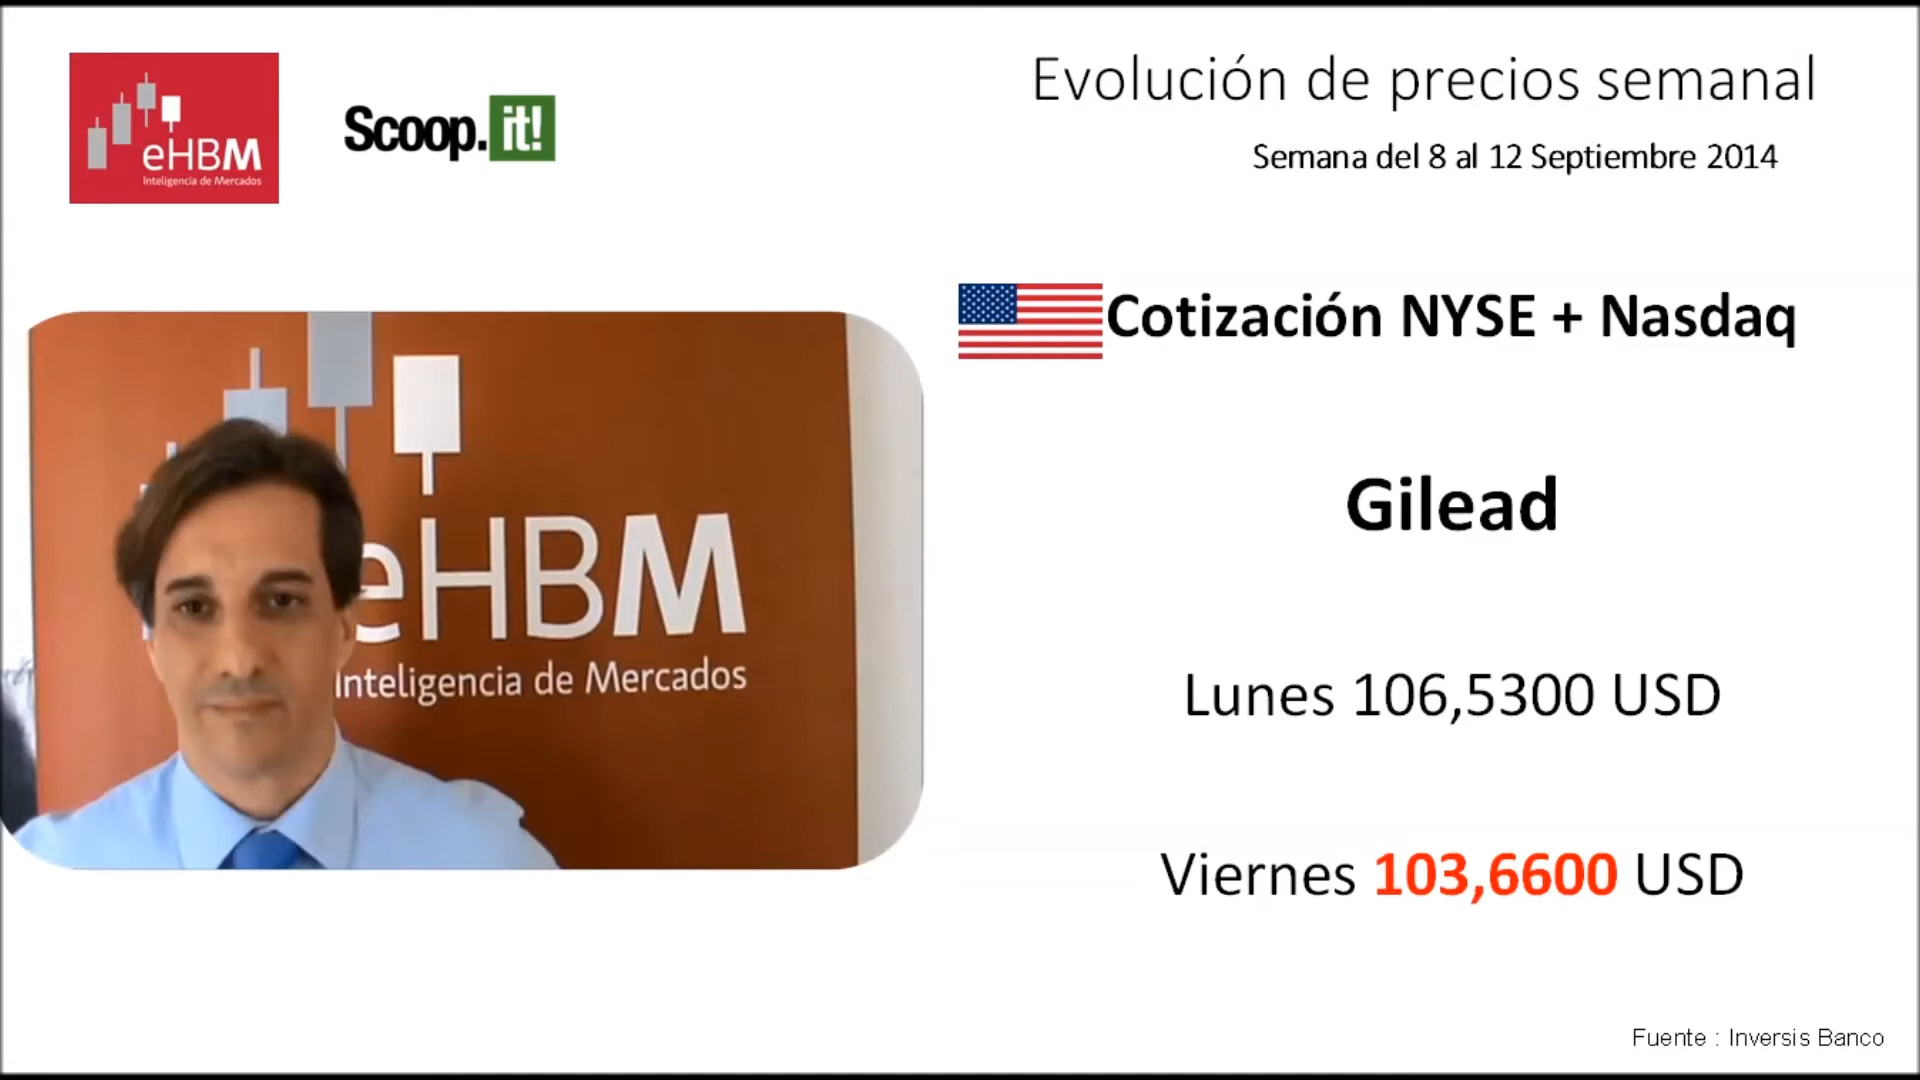 eHBM
Inteligencia de Mercados
Scoop.it!
Evolución de precios semanal
Semana del 8 al 12 Septiembre 2014
Cotización NYSE + Nasdaq
Gilead
Lunes 106,5300 USD
Viernes 103,6600 USD
eHBM
Inteligencia de Mercados
Fuente : Inversis Banco